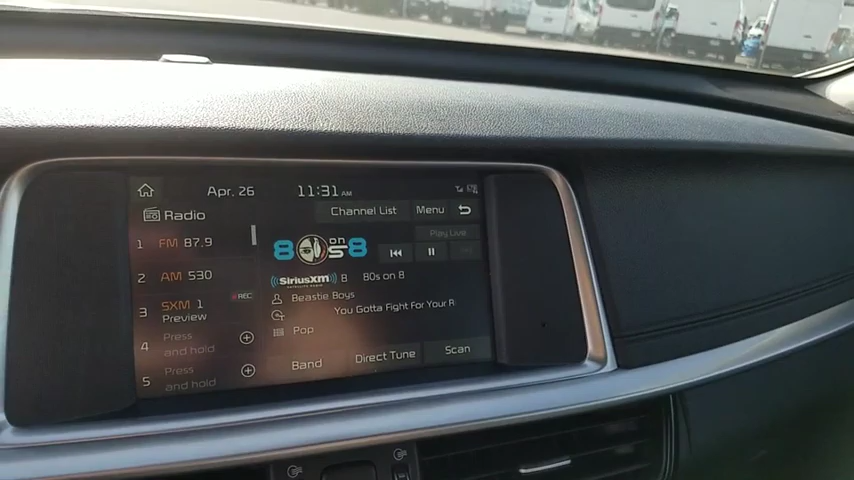 Apr. 26 11:31 AM
Radio Channel List Menu
1 FM 87.9
80s on 8
Play Live
2 AM 530
SiriusXM 8 80s on 8
3 SXM 1
Preview
REC
Beastie Boys
You Gotta Fight For Your R
4 Press
and hold
Pop
5 Press
and hold
Band Direct Tune Scan